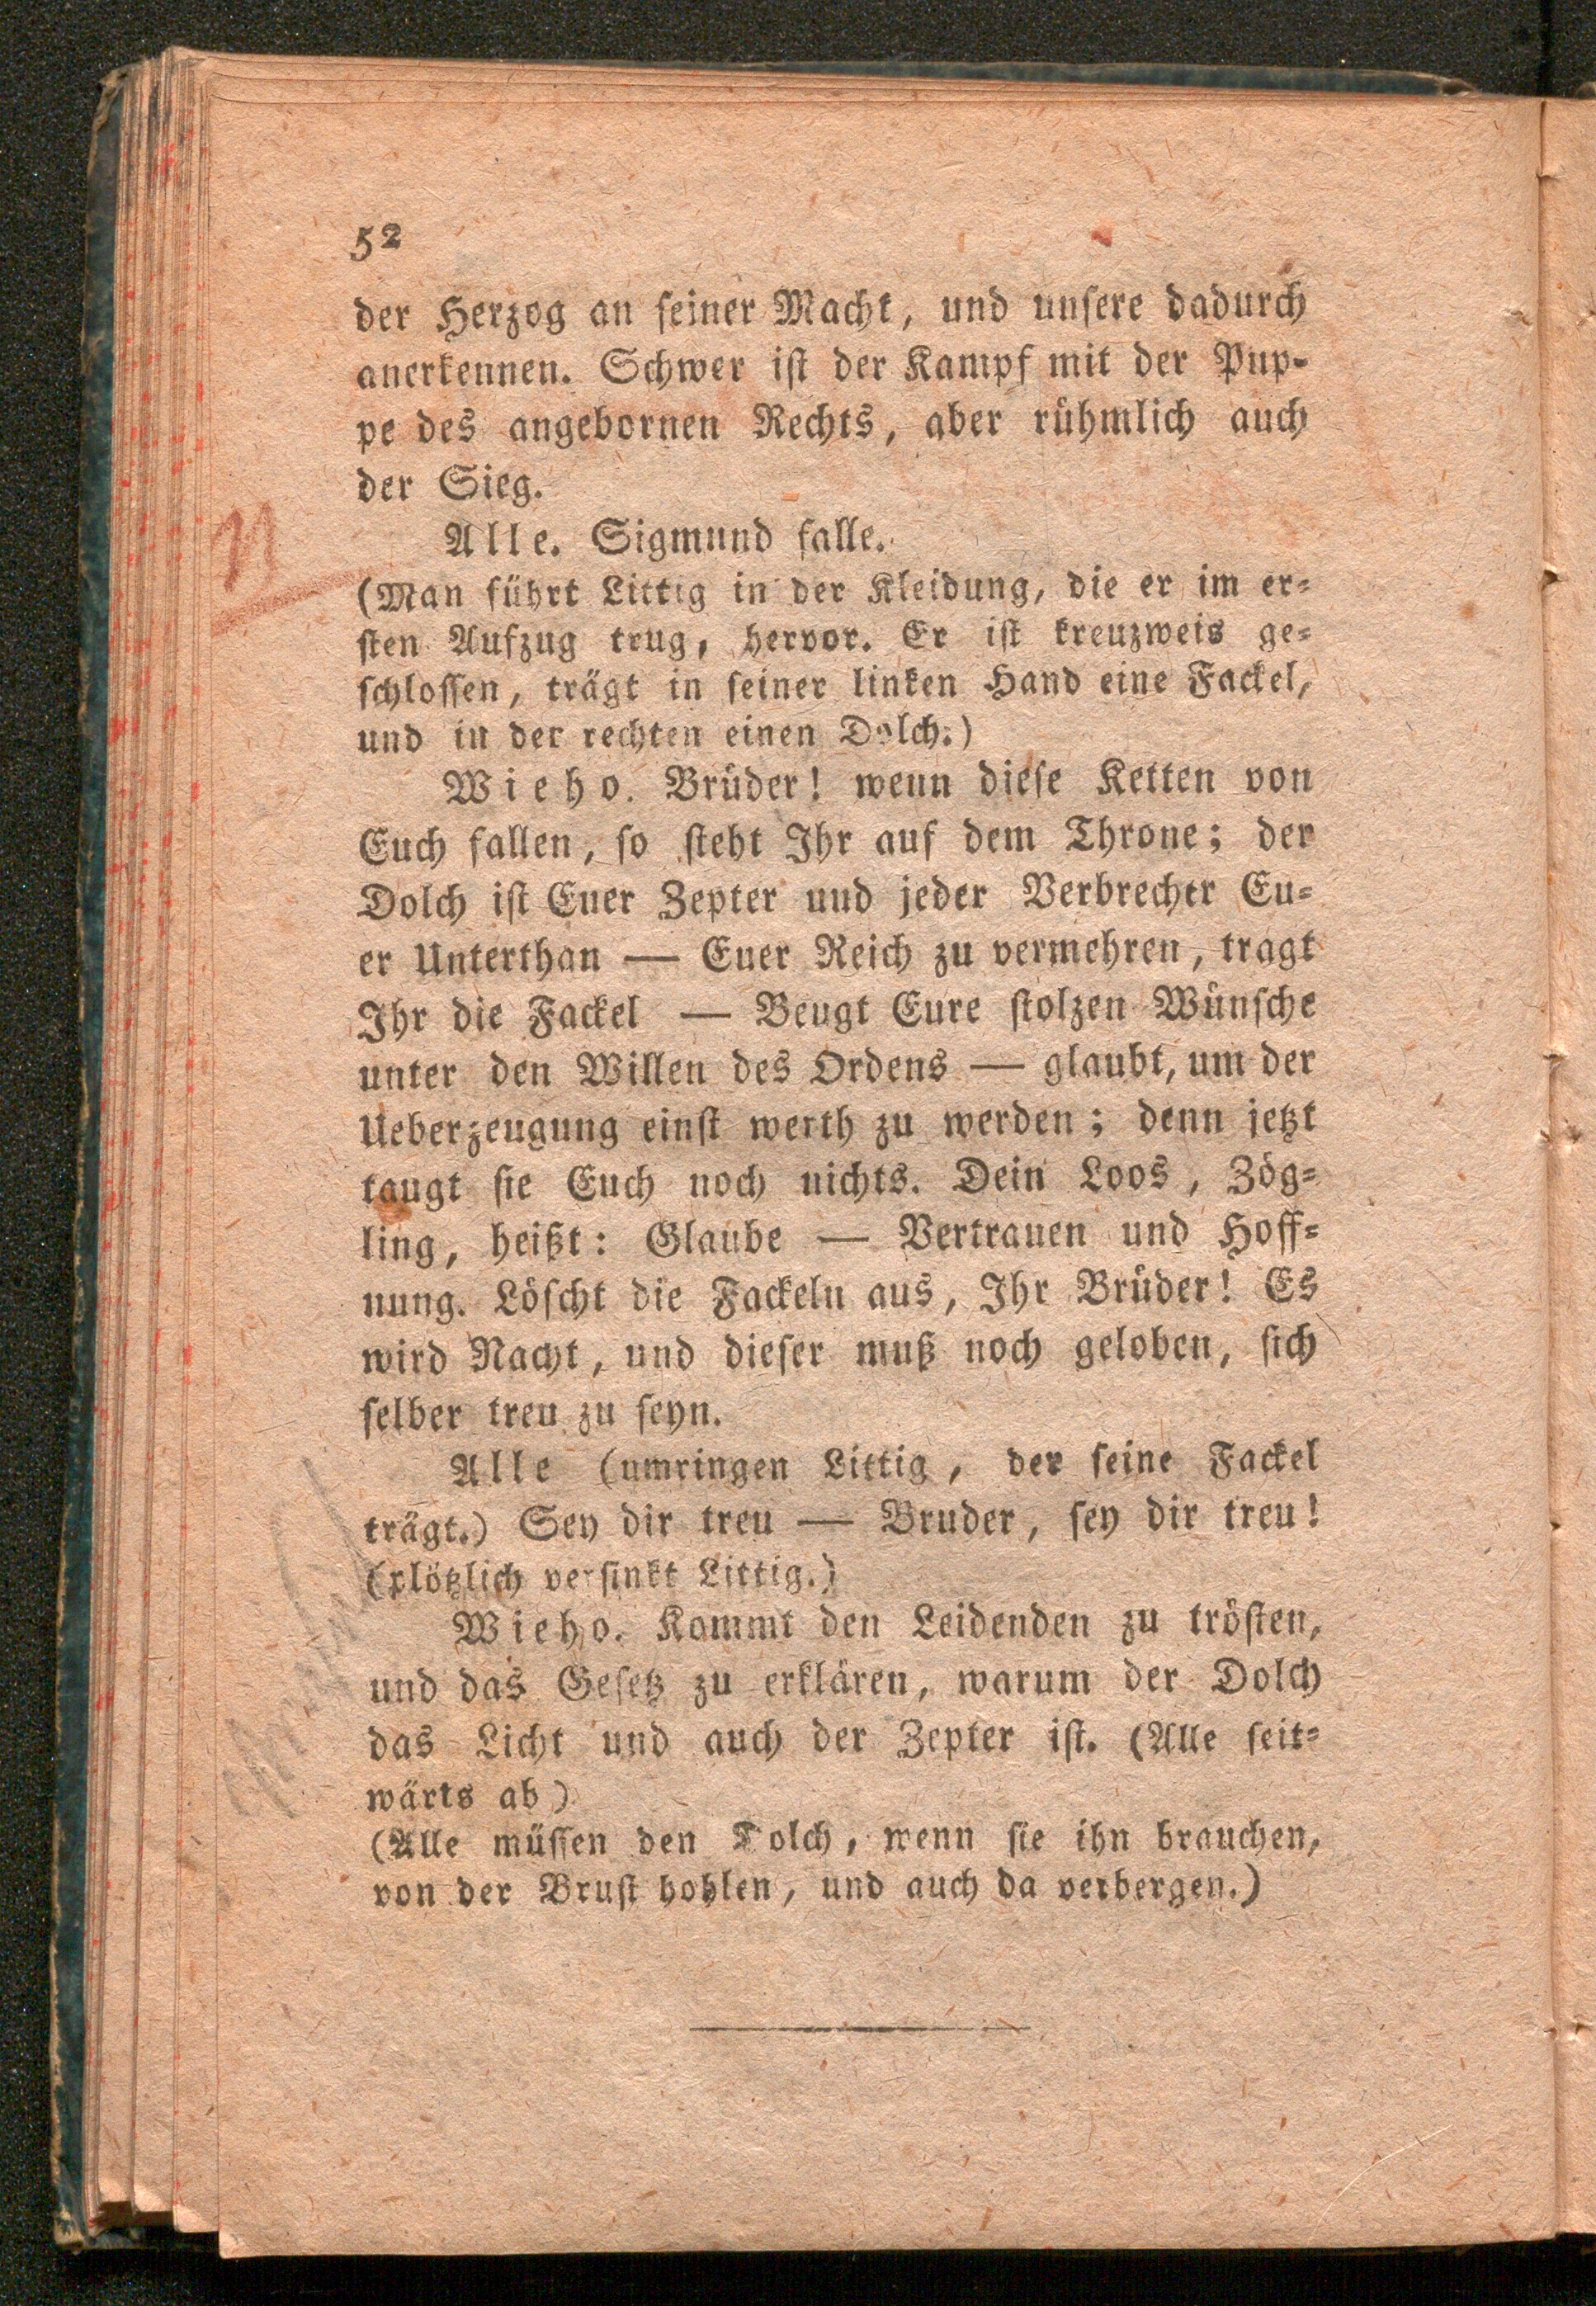 52
der Herzog an seiner Macht, und unsere dadurch
anerkennen. Schwer ist der Kampf mit der Pup-
pe des angebornen Rechts, aber rühmlich auch
der Sieg.
Alle. Sigmund falle.
(Man führt Littig in der Kleidung, die er im er-
sten Aufzug trug, hervor. Er ist kreuzweis ge-
schlossen, trägt in seiner linken Hand eine Fackel,
und in der rechten einen Dolch.)
Wieho. Brüder! wenn diese Ketten von
Euch fallen, so steht Ihr auf dem Throne; der
Dolch ist Euer Zepter und jeder Verbrecher Eu-
er Unterthan — Euer Reich zu vermehren, tragt
Ihr die Fackel — Beugt Eure stolzen Wünsche
unter den Willen des Ordens — glaubt, um der
Ueberzeugung einst werth zu werden; denn jetzt
taugt sie Euch noch nichts. Dein Loos, Zög-
ling, heißt: Glaube — Vertrauen und Hoff-
nung. Löscht die Fackeln aus, Ihr Brüder! Es
wird Nacht, und dieser muß noch geloben, sich
selber treu zu seyn.
Alle (umringen Littig, der seine Fackel
trägt.) Sey dir treu — Bruder, sey dir treu!
(plötzlich versinkt Littig.)
Wieho. Kommt den Leidenden zu trösten,
und das Gesetz zu erklären, warum der Dolch
das Licht und auch der Zepter ist. (Alle seit-
wärts ab)
(Alle müssen den Dolch, wenn sie ihn brauchen,
von der Brust hohlen, und auch da verbergen.)